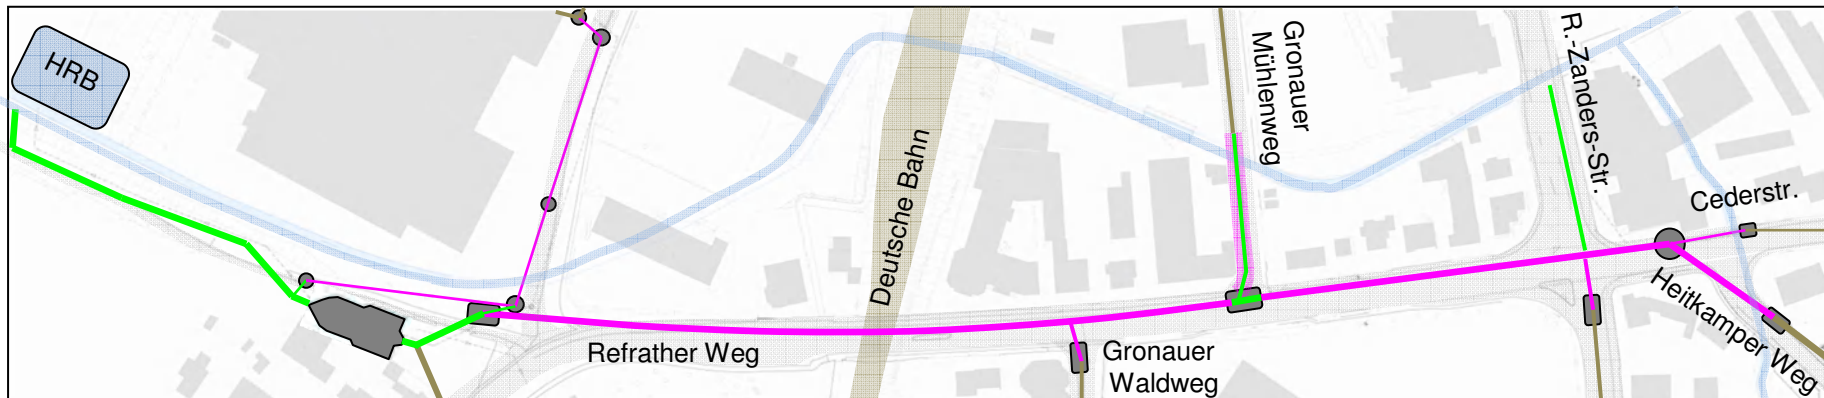 HRB
Deutsche Bahn
Gronauer
Mühlenweg
R.-Zanders-Str.
Cederstr.
Heitkamper Weg
Refrather Weg
Gronauer
Waldweg